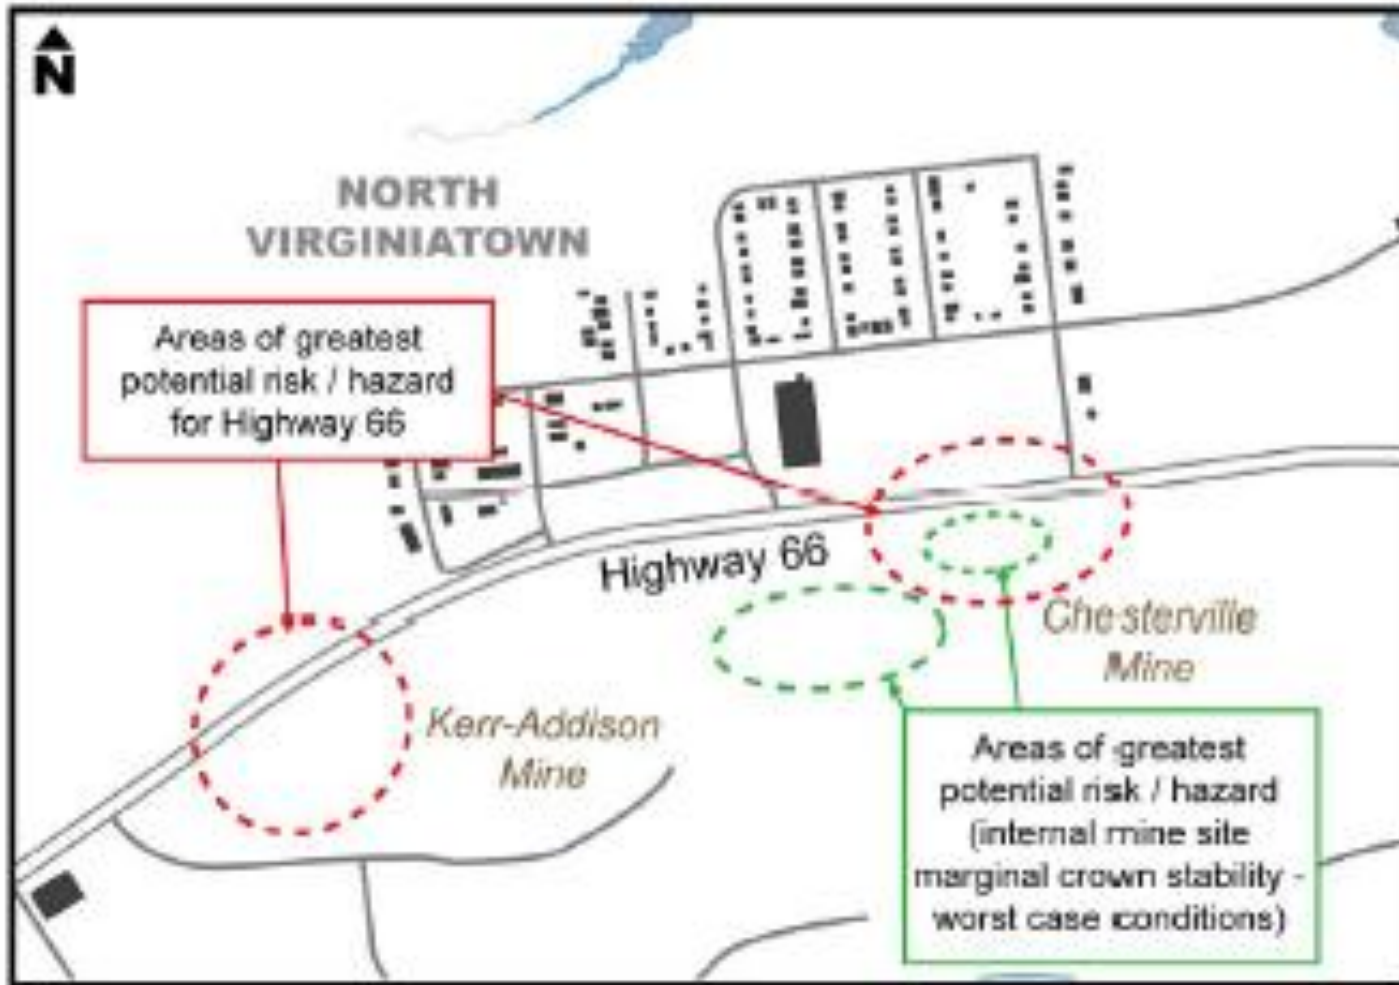 N
NORTH
VIRGINIATOWN
Areas of greatest
potential risk / hazard
for Highway 66
Highway 66
Chesterville
Mine
Kerr-Addison
Mine
Areas of greatest
potential risk / hazard
(internal mine site
marginal crown stability -
worst case conditions)